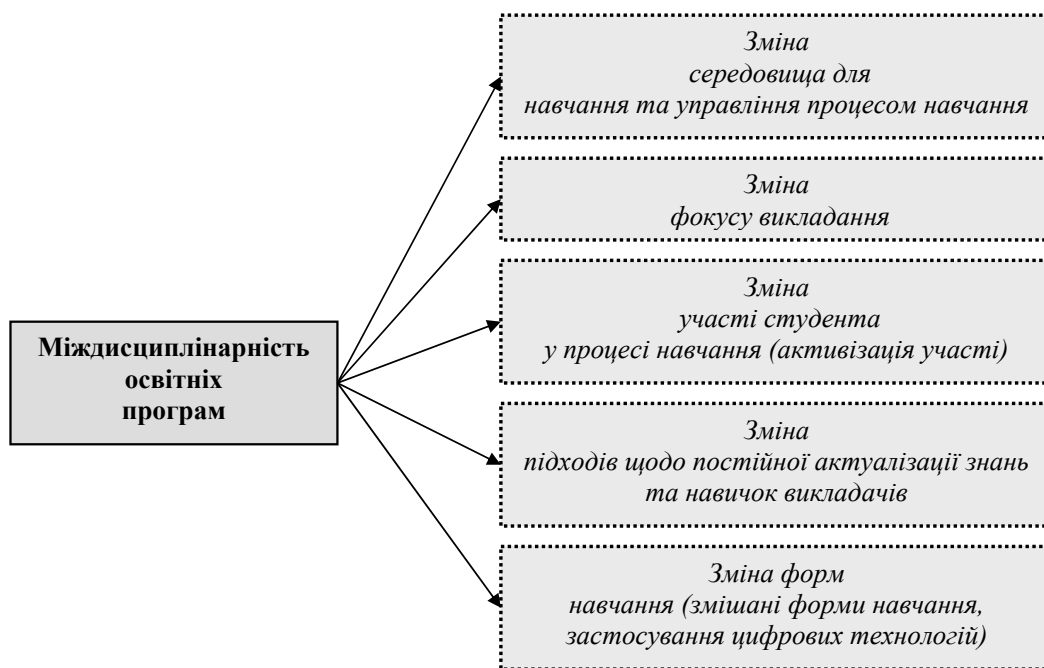 Зміна
середовища для
навчання та управління процесом навчання
Зміна
фокусу викладання
Зміна
участі студента
у процесі навчання (активізація участі)
Міждисциплінарність
освітніх
програм
Зміна
підходів щодо постійної актуалізації знань
та навичок викладачів
Зміна форм
навчання (змішані форми навчання,
застосування цифрових технологій)